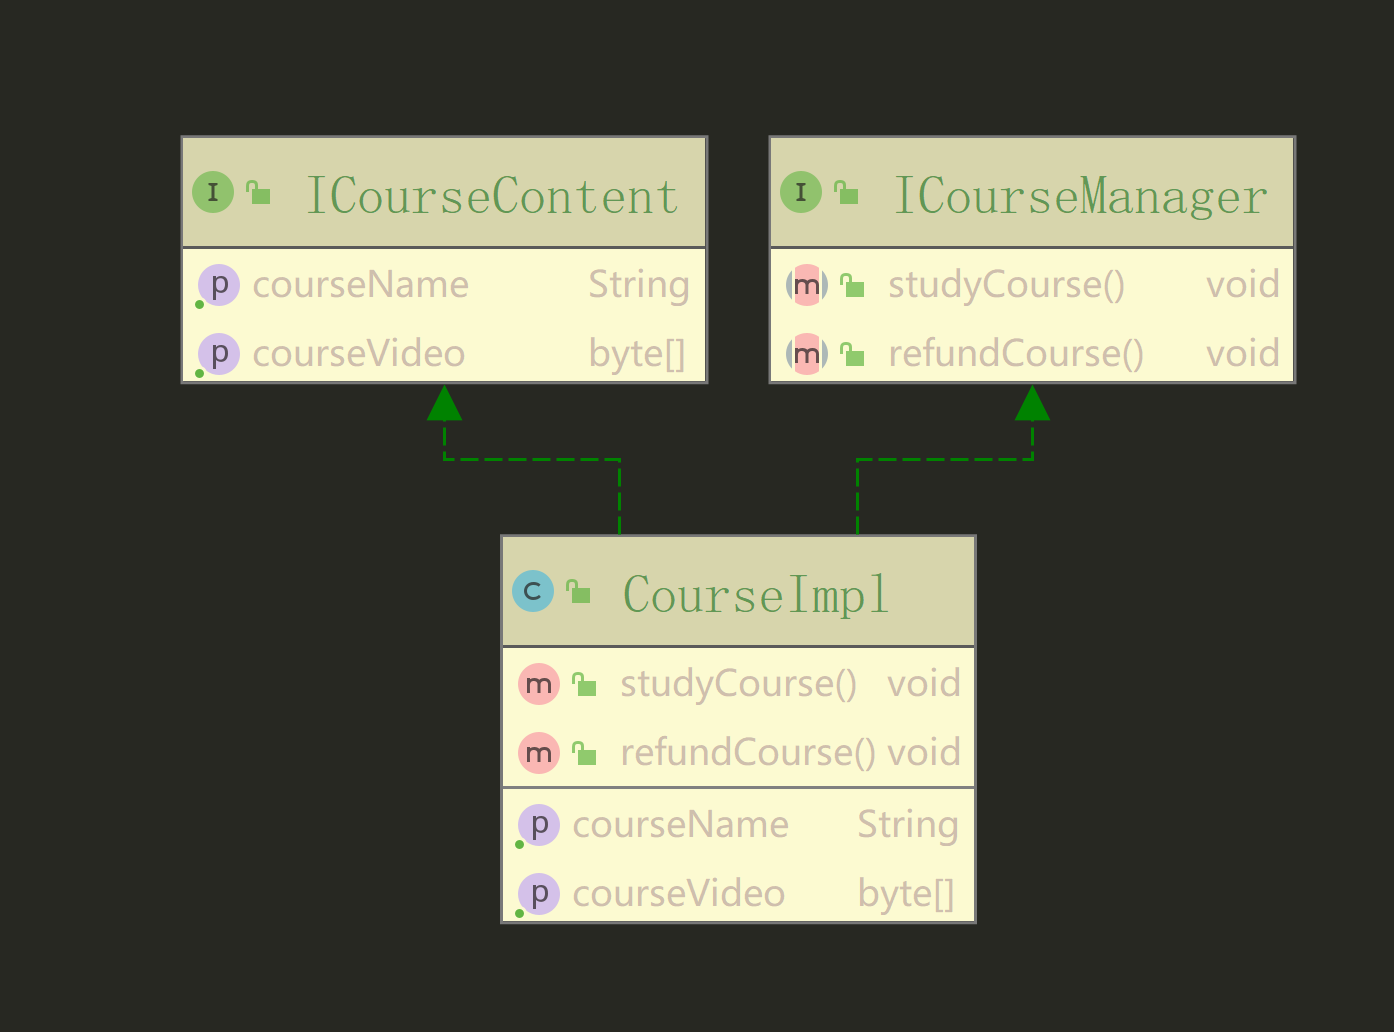 I ICourseContent
p courseName String
p courseVideo byte[]
I ICourseManager
m studyCourse() void
m refundCourse() void
C CourseImpl
m studyCourse() void
m refundCourse() void
p courseName String
p courseVideo byte[]